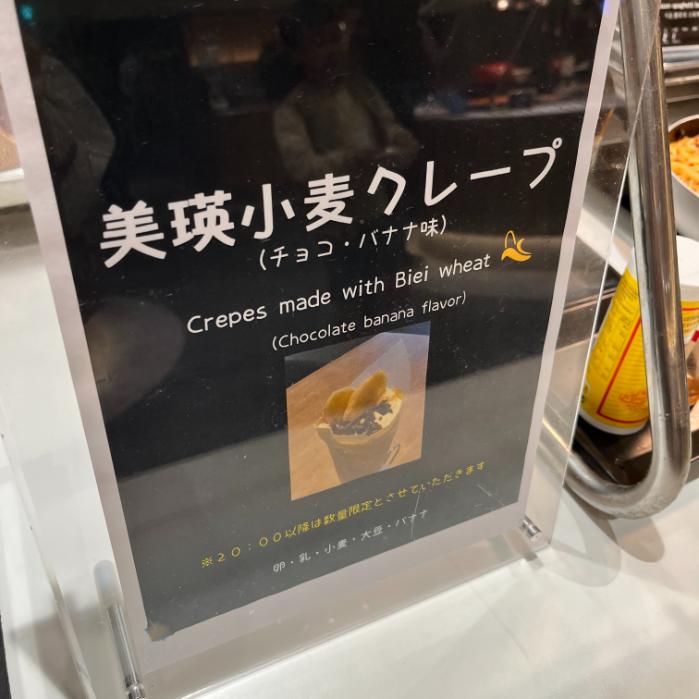 美瑛小麦クレープ
(チョコ・バナナ味)
Crepes made with Biei wheat
(Chocolate banana flavor)
※20:00以降は数量限定とさせていただきます
卵・乳・小麦・大豆・バナナ